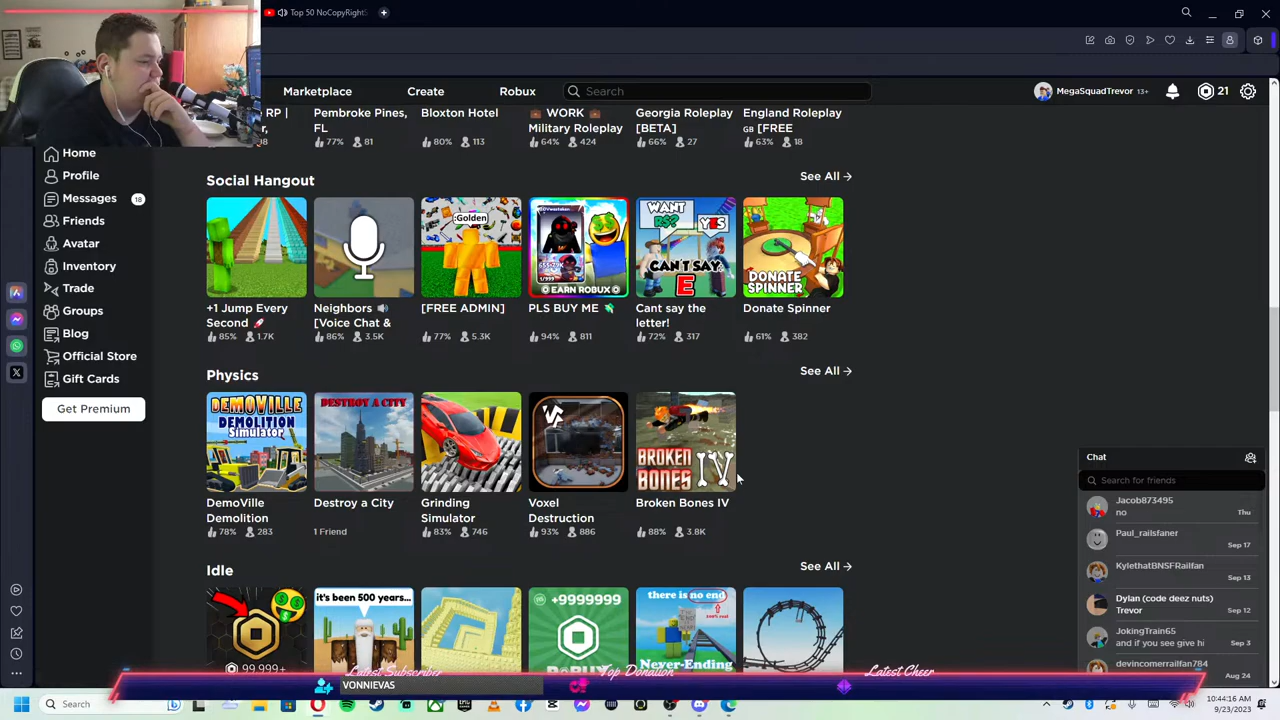 Top 50 NoCopyRight
Marketplace
Create
Robux
Search
MegaSquadTrevor 13+
21
RP |
Pembroke Pines, FL
Bloxton Hotel
WORK
Military Roleplay
Georgia Roleplay [BETA]
England Roleplay
GB [FREE
98
77% 81
80% 113
64% 424
66% 27
63% 18
Home
Profile
Messages 18
Friends
Avatar
Inventory
Trade
Groups
Blog
Official Store
Gift Cards
Get Premium
Social Hangout
See All →
:Golden
EARN ROBUX
WANT R$?
YES
CAN'T SAY E
DONATE SPINNER
+1 Jump Every Second
Neighbors
[Voice Chat &
[FREE ADMIN]
PLS BUY ME
Cant say the letter!
Donate Spinner
85% 1.7K
86% 3.5K
77% 5.3K
94% 811
72% 317
61% 382
Physics
See All →
DEMOVILLE
DEMOLITION
Simulator
DESTROY A CITY
BROKEN BONES IV
DemoVille Demolition
Destroy a City
Grinding Simulator
Voxel Destruction
Broken Bones IV
78% 283
1 Friend
83% 746
93% 886
88% 3.8K
Idle
See All →
99,999+
it's been 500 years...
+9999999
ROBUX
there is no end
Never-Ending
Chat
Search for friends
Jacob873495
no
Thu
Paul_railsfaner
Sep 17
KylethatBNSFRailfan
Sep 13
Dylan (code deez nuts)
Trevor
Sep 12
JokingTrain65
and if you see give hi
Sep 3
devincomerrailfan784
Aug 24
Latest Subscriber
Top Donation
Latest Cheer
VONNIEVAS
Search
10:44:16 AM
9/23/2023